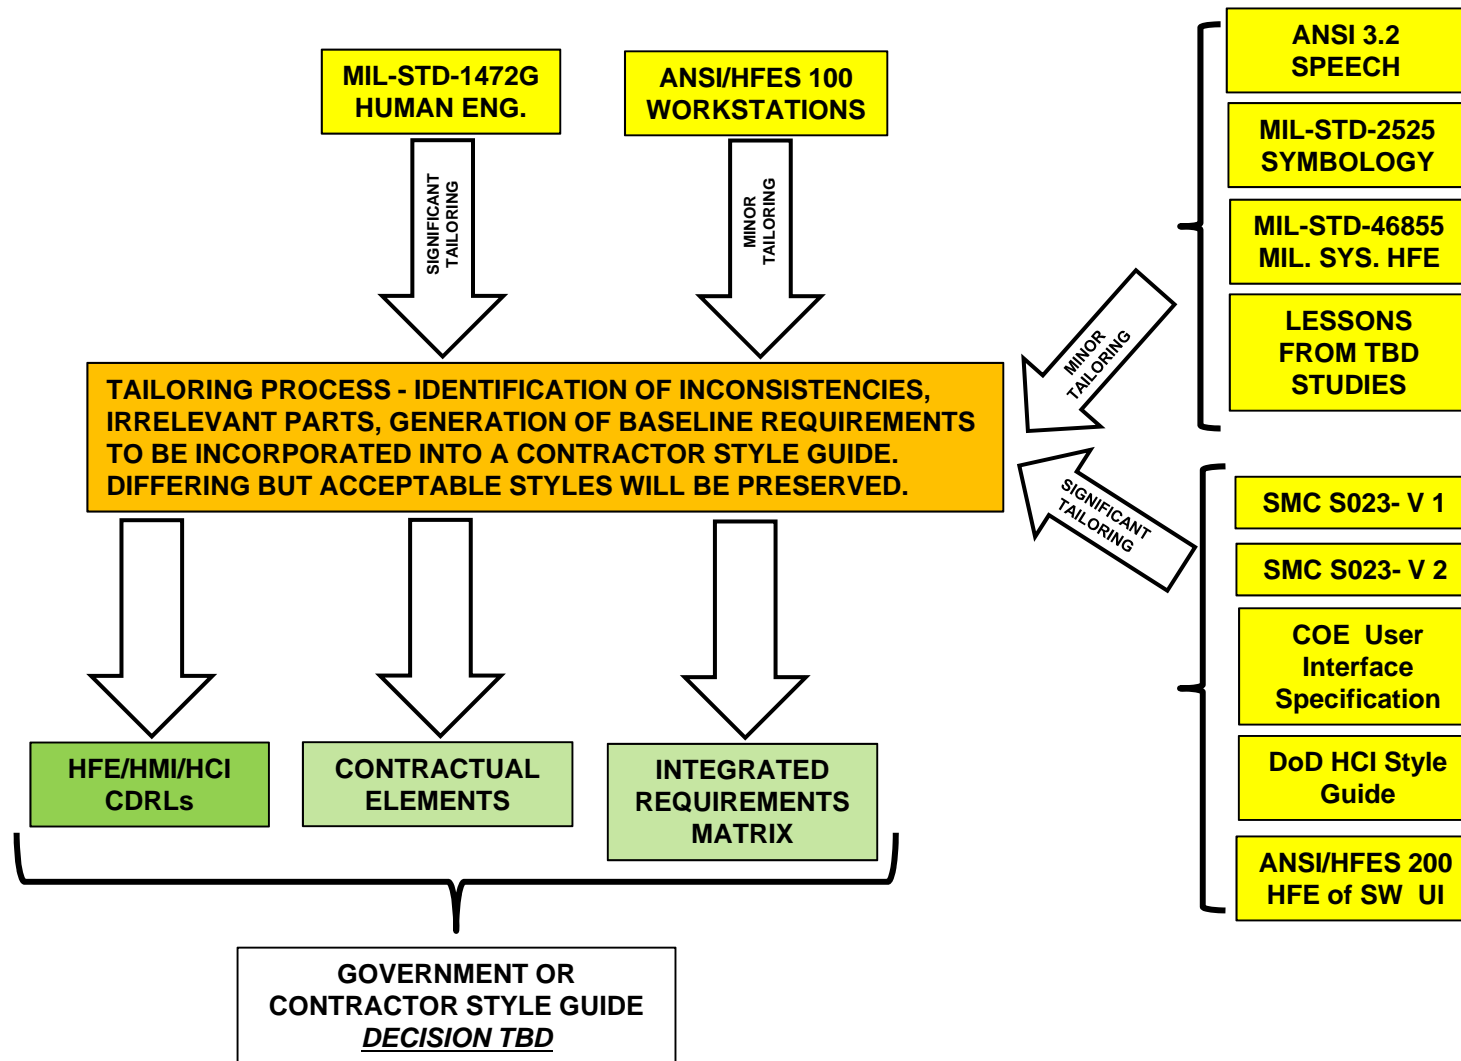 MIL-STD-1472G
HUMAN ENG.
ANSI/HFES 100
WORKSTATIONS
SIGNIFICANT
TAILORING
MINOR
TAILORING
ANSI 3.2
SPEECH
MIL-STD-2525
SYMBOLOGY
MIL-STD-46855
MIL. SYS. HFE
LESSONS
FROM TBD
STUDIES
MINOR
TAILORING
TAILORING PROCESS - IDENTIFICATION OF INCONSISTENCIES,
IRRELEVANT PARTS, GENERATION OF BASELINE REQUIREMENTS
TO BE INCORPORATED INTO A CONTRACTOR STYLE GUIDE.
DIFFERING BUT ACCEPTABLE STYLES WILL BE PRESERVED.
SIGNIFICANT
TAILORING
SMC S023- V 1
SMC S023- V 2
COE  User
Interface
Specification
DoD HCI Style
Guide
ANSI/HFES 200
HFE of SW  UI
HFE/HMI/HCI
CDRLs
CONTRACTUAL
ELEMENTS
INTEGRATED
REQUIREMENTS
MATRIX
GOVERNMENT OR
CONTRACTOR STYLE GUIDE
DECISION TBD